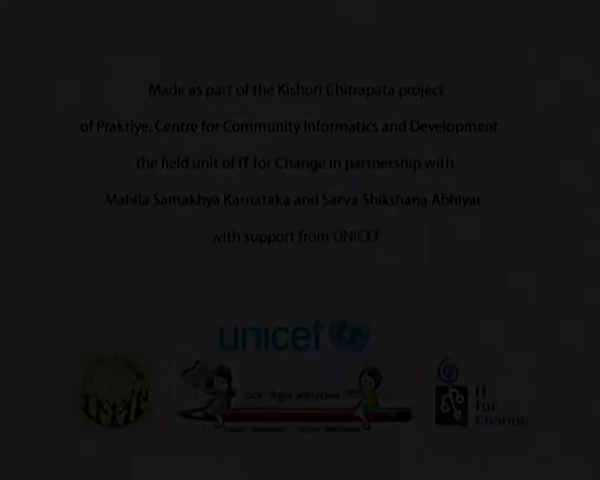 Made as part of the Kishori Chitrapata project
of Prakriye, Centre for Community Informatics and Development -
the field unit of IT for Change in partnership with
Mahila Samakhya Karnataka and Sarva Shikshana Abhiyan
with support from UNICEF
unicef
IT
for
Change